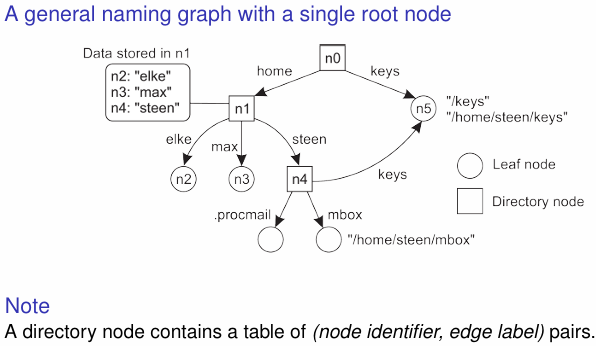 A general naming graph with a single root node
Data stored in n1
n0
home
keys
n2: "elke"
n3: "max"
n4: "steen"
n1
n5
"/keys"
"/home/steen/keys"
elke
max
steen
Leaf node
n2
n3
n4
keys
Directory node
.procmail
mbox
"/home/steen/mbox"
Note
A directory node contains a table of (node identifier, edge label) pairs.